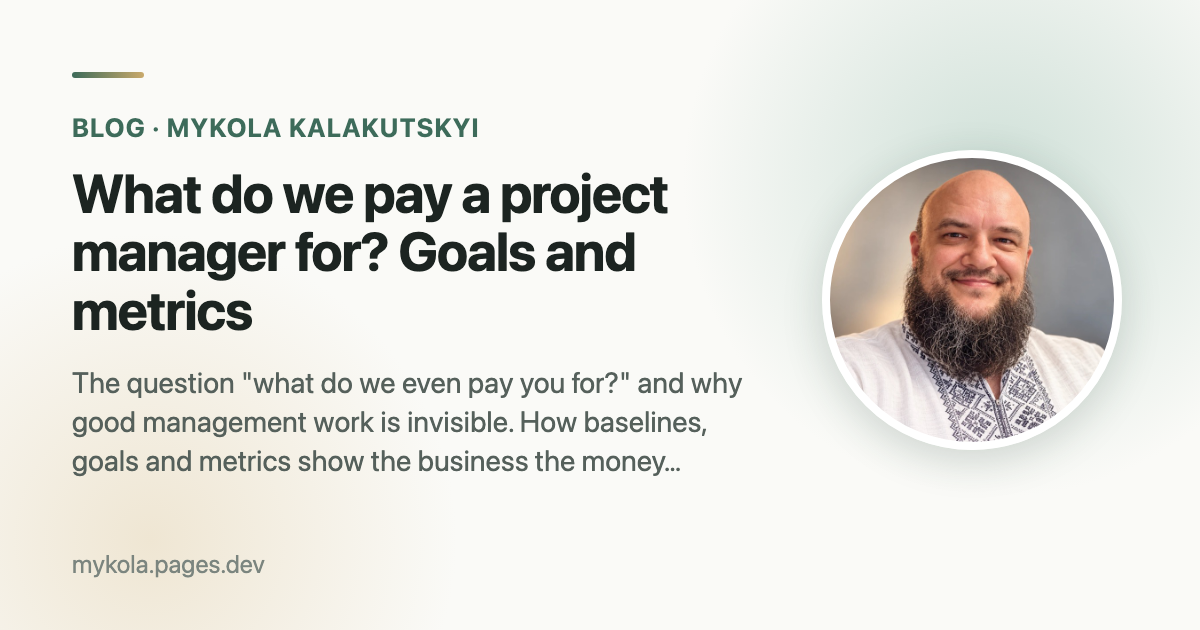 BLOG · MYKOLA KALAKUTSKYI
What do we pay a project
manager for? Goals and
metrics
The question "what do we even pay you for?" and why
good management work is invisible. How baselines,
goals and metrics show the business the money...
mykola.pages.dev